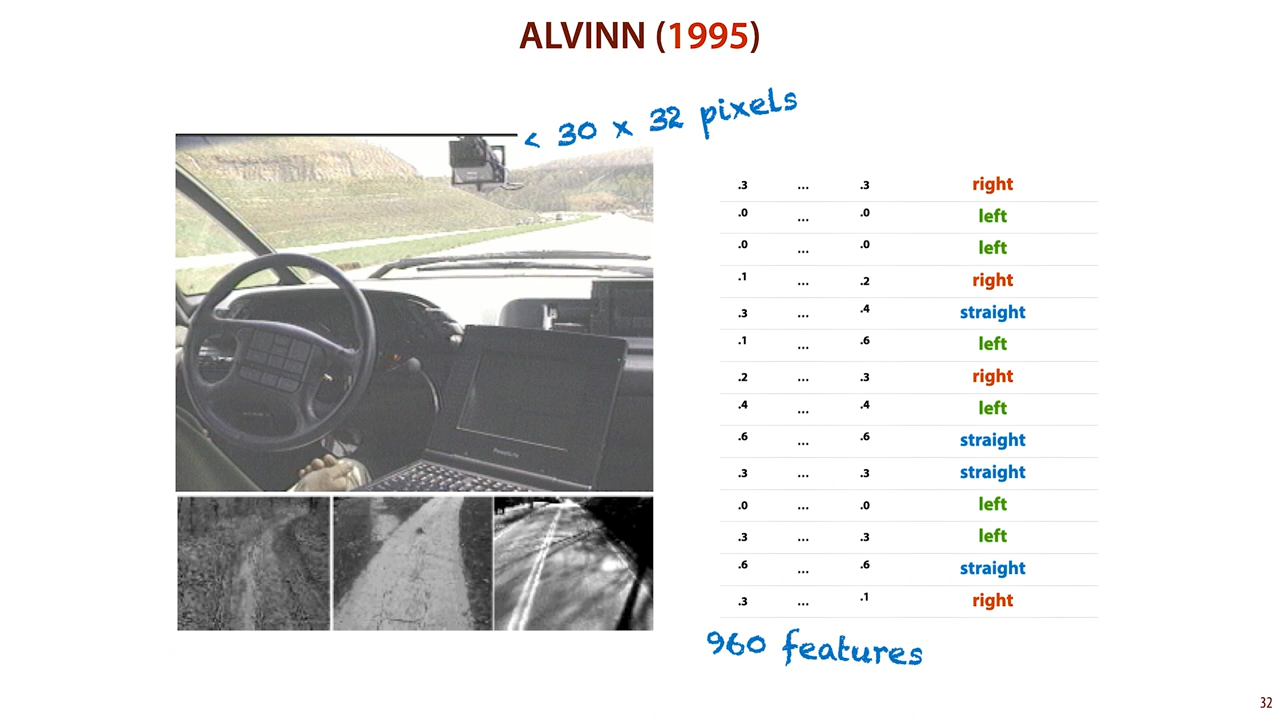 ALVINN (1995)
< 30 x 32 pixels
.3 ... .3 right
.0 ... .0 left
.0 ... .0 left
.1 ... .2 right
.3 ... .4 straight
.1 ... .6 left
.2 ... .3 right
.4 ... .4 left
.6 ... .6 straight
.3 ... .3 straight
.0 ... .0 left
.3 ... .3 left
.6 ... .6 straight
.3 ... .1 right
960 features
32